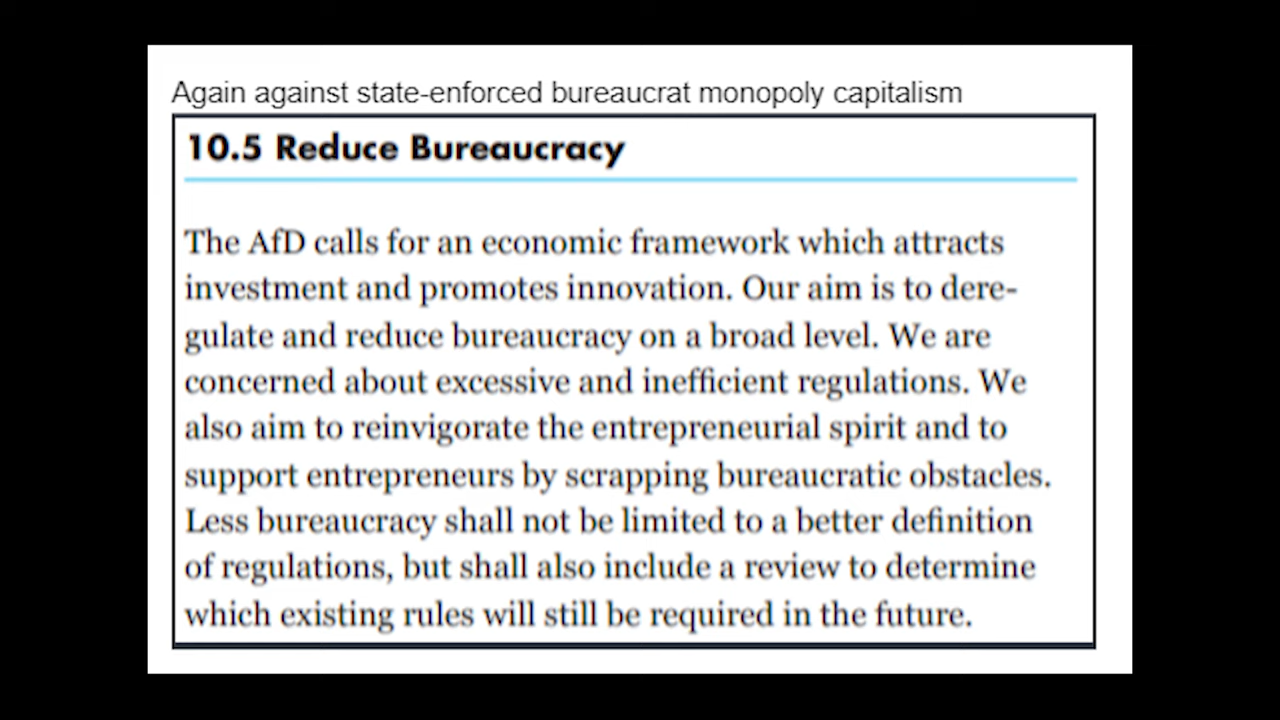 Again against state-enforced bureaucrat monopoly capitalism
10.5 Reduce Bureaucracy
The AfD calls for an economic framework which attracts
investment and promotes innovation. Our aim is to dere-
gulate and reduce bureaucracy on a broad level. We are
concerned about excessive and inefficient regulations. We
also aim to reinvigorate the entrepreneurial spirit and to
support entrepreneurs by scrapping bureaucratic obstacles.
Less bureaucracy shall not be limited to a better definition
of regulations, but shall also include a review to determine
which existing rules will still be required in the future.